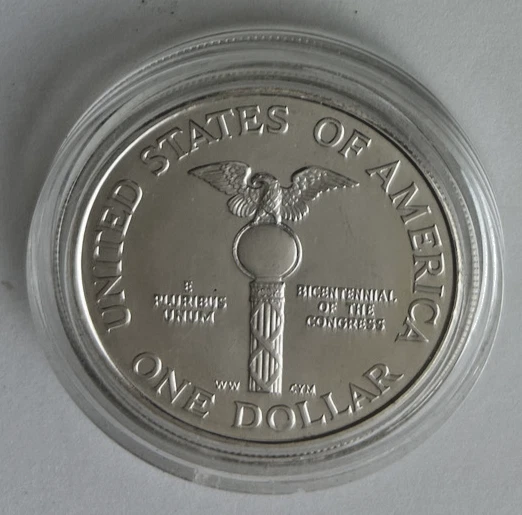 UNITED STATES OF AMERICA
E
PLURIBUS
UNUM
BICENTENNIAL
OF THE
CONGRESS
WW
CYM
ONE DOLLAR